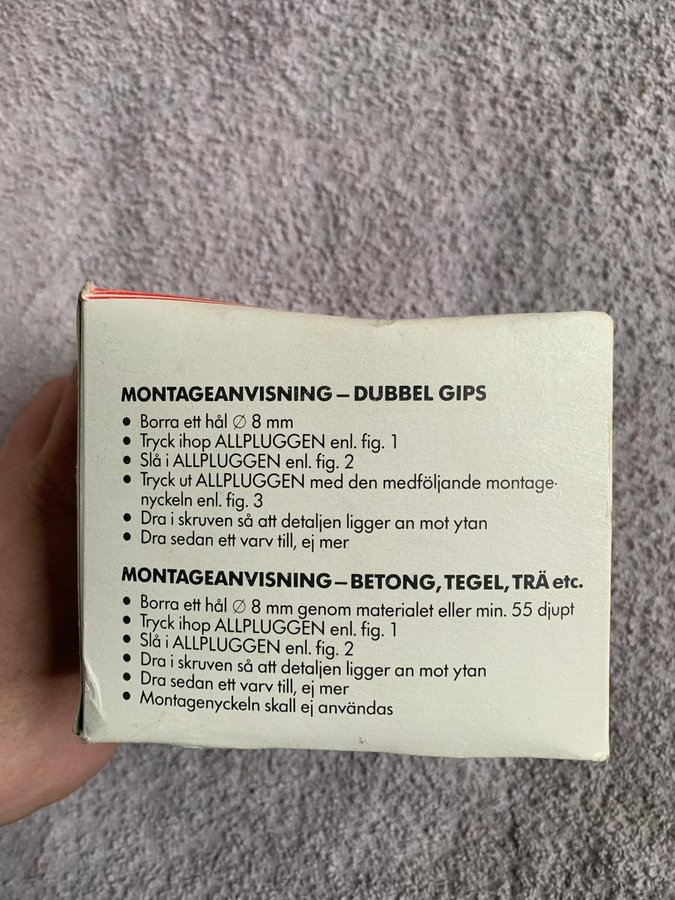 MONTAGEANVISNING – DUBBEL GIPS
• Borra ett hål ∅ 8 mm
• Tryck ihop ALLPLUGGEN enl. fig. 1
• Slå i ALLPLUGGEN enl. fig. 2
• Tryck ut ALLPLUGGEN med den medföljande montage-
nyckeln enl. fig. 3
• Dra i skruven så att detaljen ligger an mot ytan
• Dra sedan ett varv till, ej mer
MONTAGEANVISNING – BETONG, TEGEL, TRÄ etc.
• Borra ett hål ∅ 8 mm genom materialet eller min. 55 djupt
• Tryck ihop ALLPLUGGEN enl. fig. 1
• Slå i ALLPLUGGEN enl. fig. 2
• Dra i skruven så att detaljen ligger an mot ytan
• Dra sedan ett varv till, ej mer
• Montagenyckeln skall ej användas